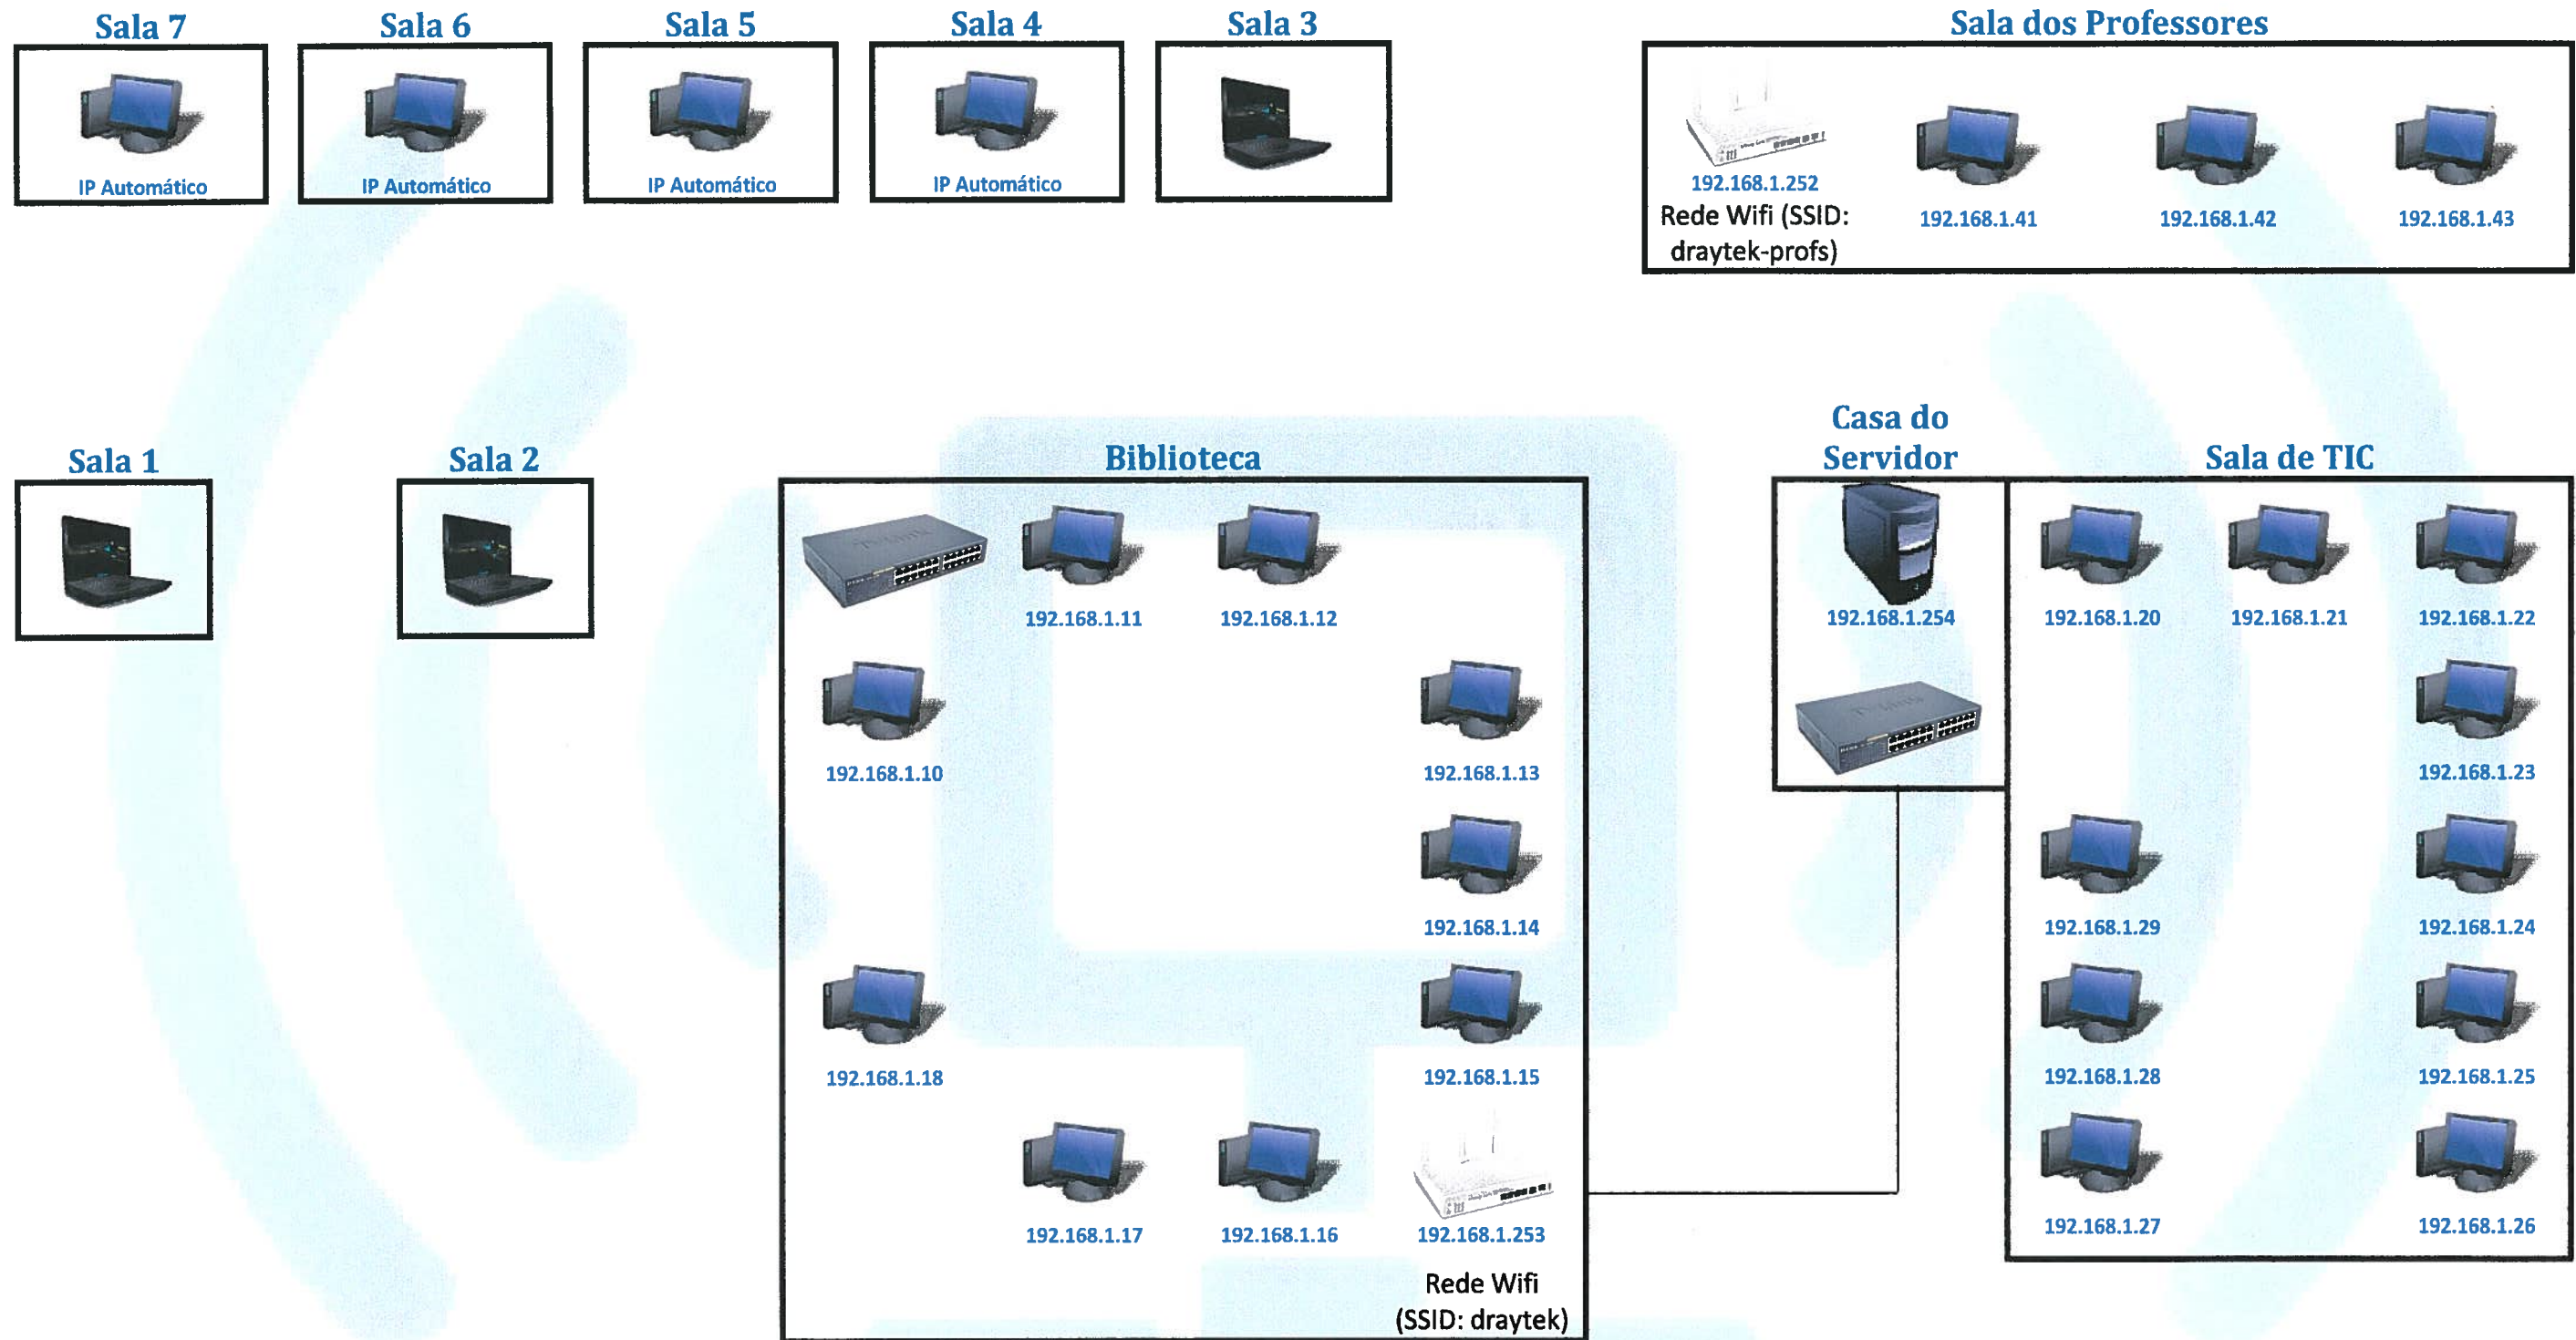 Sala 7
Sala 6
Sala 5
Sala 4
Sala 3
Sala dos Professores
IP Automático
IP Automático
IP Automático
IP Automático
192.168.1.252
Rede Wifi (SSID:
draytek-profs)
192.168.1.41
192.168.1.42
192.168.1.43
Sala 1
Sala 2
Biblioteca
Casa do
Servidor
Sala de TIC
192.168.1.11
192.168.1.12
192.168.1.254
192.168.1.20
192.168.1.21
192.168.1.22
192.168.1.10
192.168.1.13
192.168.1.23
192.168.1.14
192.168.1.29
192.168.1.24
192.168.1.18
192.168.1.15
192.168.1.28
192.168.1.25
192.168.1.17
192.168.1.16
192.168.1.253
192.168.1.27
192.168.1.26
Rede Wifi
(SSID: draytek)